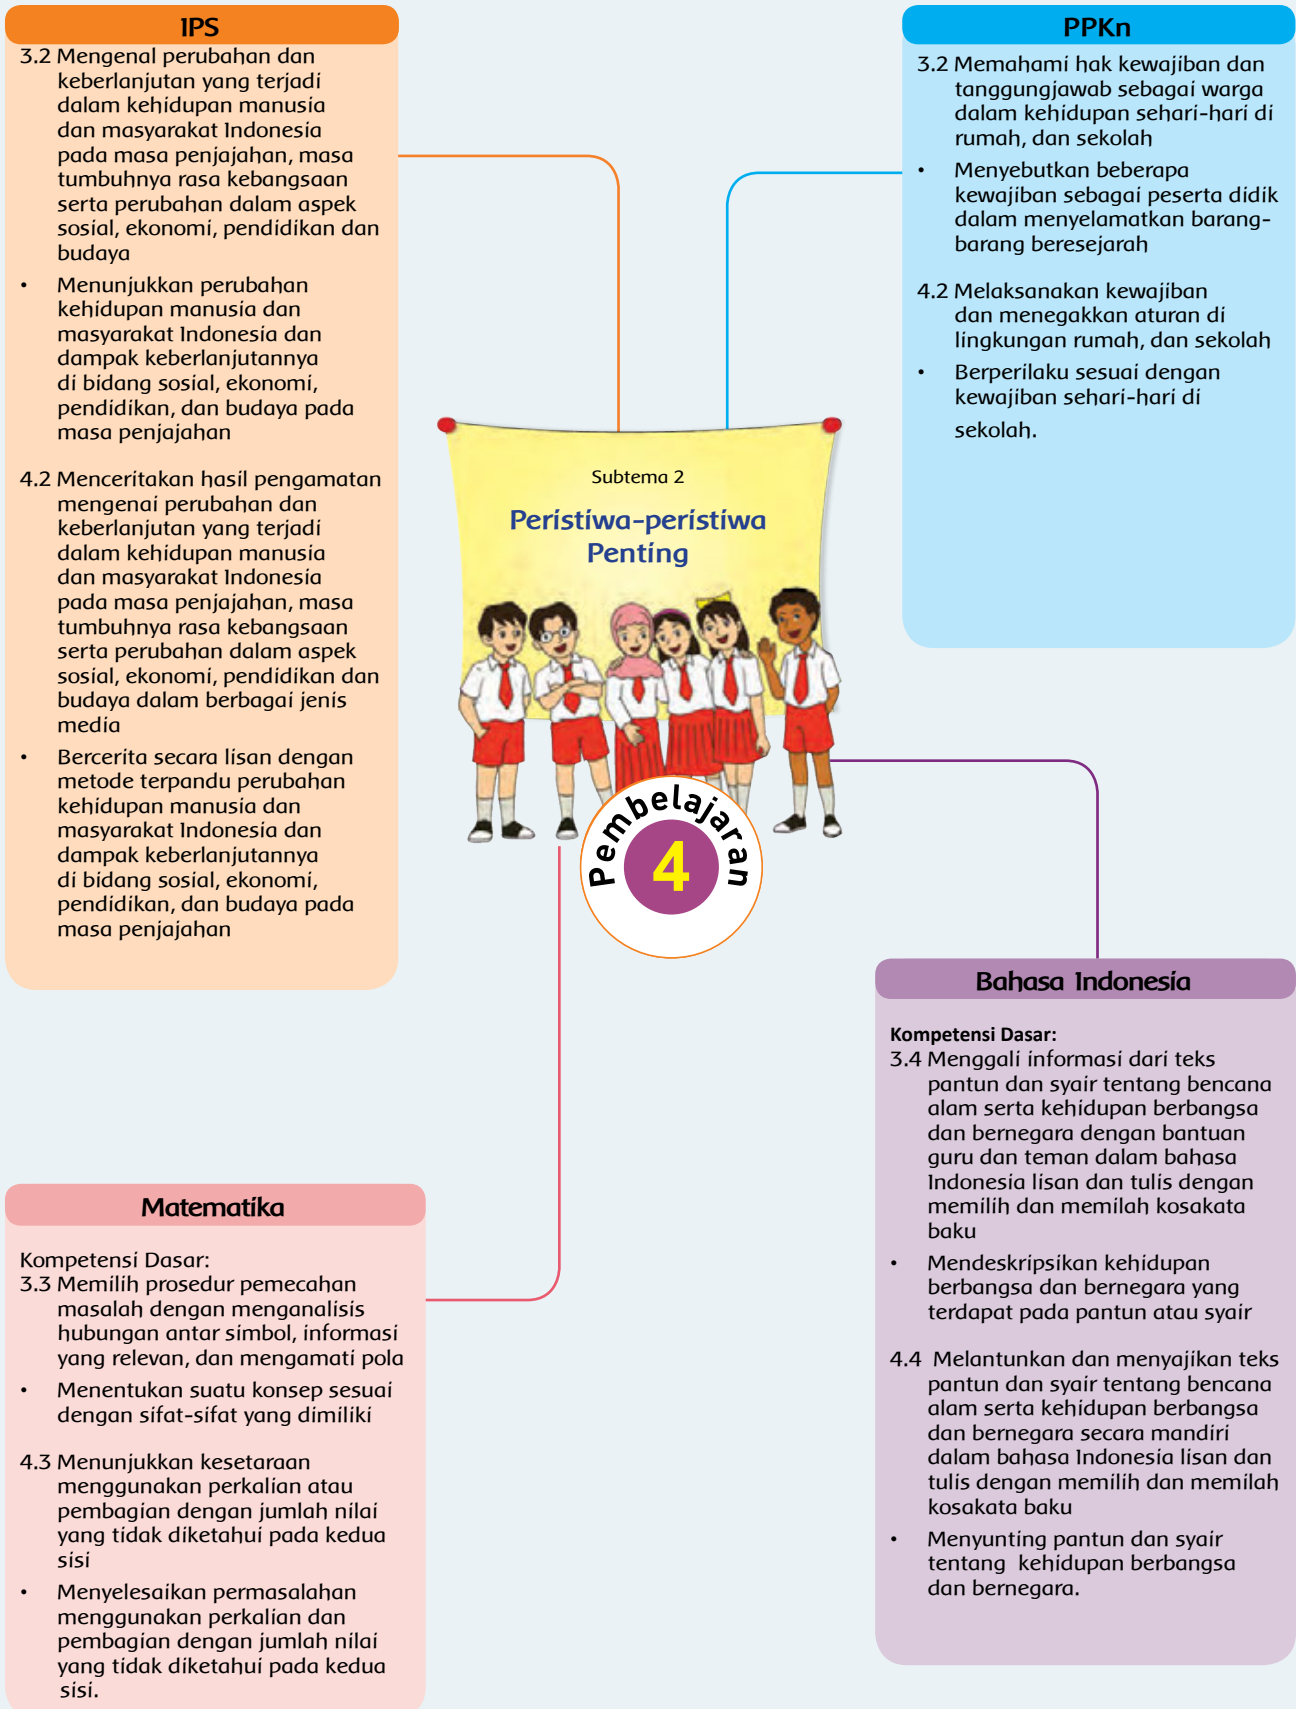 IPS
3.2 Mengenal perubahan dan
keberlanjutan yang terjadi
dalam kehidupan manusia
dan masyarakat Indonesia
pada masa penjajahan, masa
tumbuhnya rasa kebangsaan
serta perubahan dalam aspek
sosial, ekonomi, pendidikan dan
budaya
• Menunjukkan perubahan
kehidupan manusia dan
masyarakat Indonesia dan
dampak keberlanjutannya
di bidang sosial, ekonomi,
pendidikan, dan budaya pada
masa penjajahan
4.2 Menceritakan hasil pengamatan
mengenai perubahan dan
keberlanjutan yang terjadi
dalam kehidupan manusia
dan masyarakat Indonesia
pada masa penjajahan, masa
tumbuhnya rasa kebangsaan
serta perubahan dalam aspek
sosial, ekonomi, pendidikan dan
budaya dalam berbagai jenis
media
• Bercerita secara lisan dengan
metode terpandu perubahan
kehidupan manusia dan
masyarakat Indonesia dan
dampak keberlanjutannya
di bidang sosial, ekonomi,
pendidikan, dan budaya pada
masa penjajahan
PPKn
3.2 Memahami hak kewajiban dan
tanggungjawab sebagai warga
dalam kehidupan sehari-hari di
rumah, dan sekolah
• Menyebutkan beberapa
kewajiban sebagai peserta didik
dalam menyelamatkan barang-
barang beresejarah
4.2 Melaksanakan kewajiban
dan menegakkan aturan di
lingkungan rumah, dan sekolah
• Berperilaku sesuai dengan
kewajiban sehari-hari di
sekolah.
Subtema 2
Peristiwa-peristiwa
Penting
Pembelajaran
4
Matematika
Kompetensi Dasar:
3.3 Memilih prosedur pemecahan
masalah dengan menganalisis
hubungan antar simbol, informasi
yang relevan, dan mengamati pola
• Menentukan suatu konsep sesuai
dengan sifat-sifat yang dimiliki
4.3 Menunjukkan kesetaraan
menggunakan perkalian atau
pembagian dengan jumlah nilai
yang tidak diketahui pada kedua
sisi
• Menyelesaikan permasalahan
menggunakan perkalian dan
pembagian dengan jumlah nilai
yang tidak diketahui pada kedua
sisi.
Bahasa Indonesia
Kompetensi Dasar:
3.4 Menggali informasi dari teks
pantun dan syair tentang bencana
alam serta kehidupan berbangsa
dan bernegara dengan bantuan
guru dan teman dalam bahasa
Indonesia lisan dan tulis dengan
memilih dan memilah kosakata
baku
• Mendeskripsikan kehidupan
berbangsa dan bernegara yang
terdapat pada pantun atau syair
4.4 Melantunkan dan menyajikan teks
pantun dan syair tentang bencana
alam serta kehidupan berbangsa
dan bernegara secara mandiri
dalam bahasa Indonesia lisan dan
tulis dengan memilih dan memilah
kosakata baku
• Menyunting pantun dan syair
tentang kehidupan berbangsa
dan bernegara.